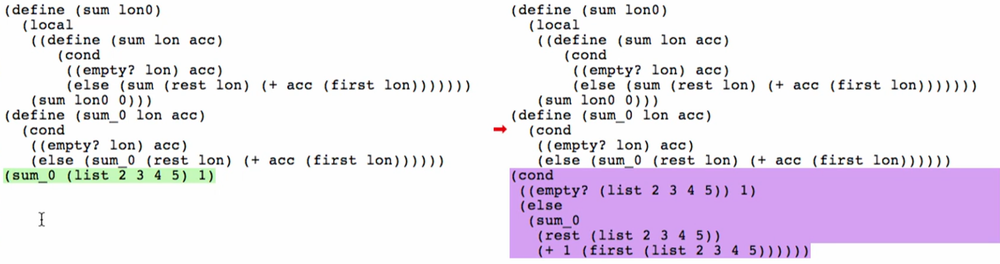 (define (sum lon0)
(local
((define (sum lon acc)
(cond
((empty? lon) acc)
(else (sum (rest lon) (+ acc (first lon)))))))
(sum lon0 0)))
(define (sum_0 lon acc)
(cond
((empty? lon) acc)
(else (sum_0 (rest lon) (+ acc (first lon))))))
(sum_0 (list 2 3 4 5) 1)
(define (sum lon0)
(local
((define (sum lon acc)
(cond
((empty? lon) acc)
(else (sum (rest lon) (+ acc (first lon)))))))
(sum lon0 0)))
(define (sum_0 lon acc)
(cond
((empty? lon) acc)
(else (sum_0 (rest lon) (+ acc (first lon))))))
(cond
((empty? (list 2 3 4 5)) 1)
(else
(sum_0
(rest (list 2 3 4 5))
(+ 1 (first (list 2 3 4 5))))))